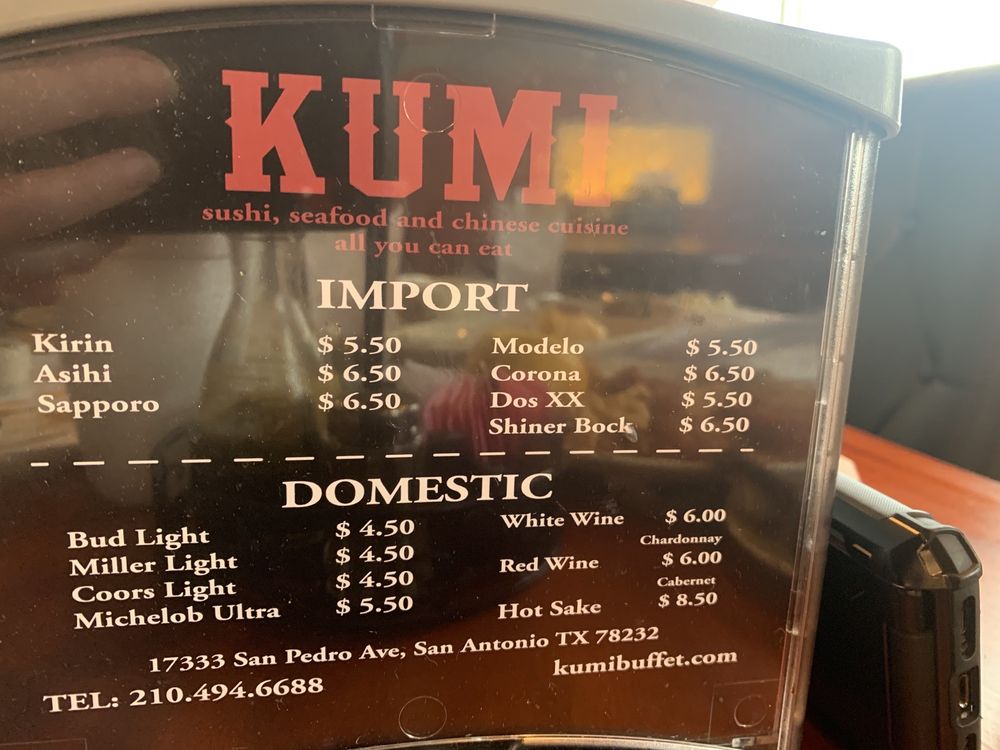 KUMI
sushi, seafood and chinese cuisine
all you can eat
IMPORT
Kirin $ 5.50
Asihi $ 6.50
Sapporo $ 6.50
Modelo $ 5.50
Corona $ 6.50
Dos XX $ 5.50
Shiner Bock $ 6.50
DOMESTIC
Bud Light $ 4.50
Miller Light $ 4.50
Coors Light $ 4.50
Michelob Ultra $ 5.50
White Wine $ 6.00
Chardonnay
Red Wine $ 6.00
Cabernet
Hot Sake $ 8.50
17333 San Pedro Ave, San Antonio TX 78232
TEL: 210.494.6688
kumibuffet.com